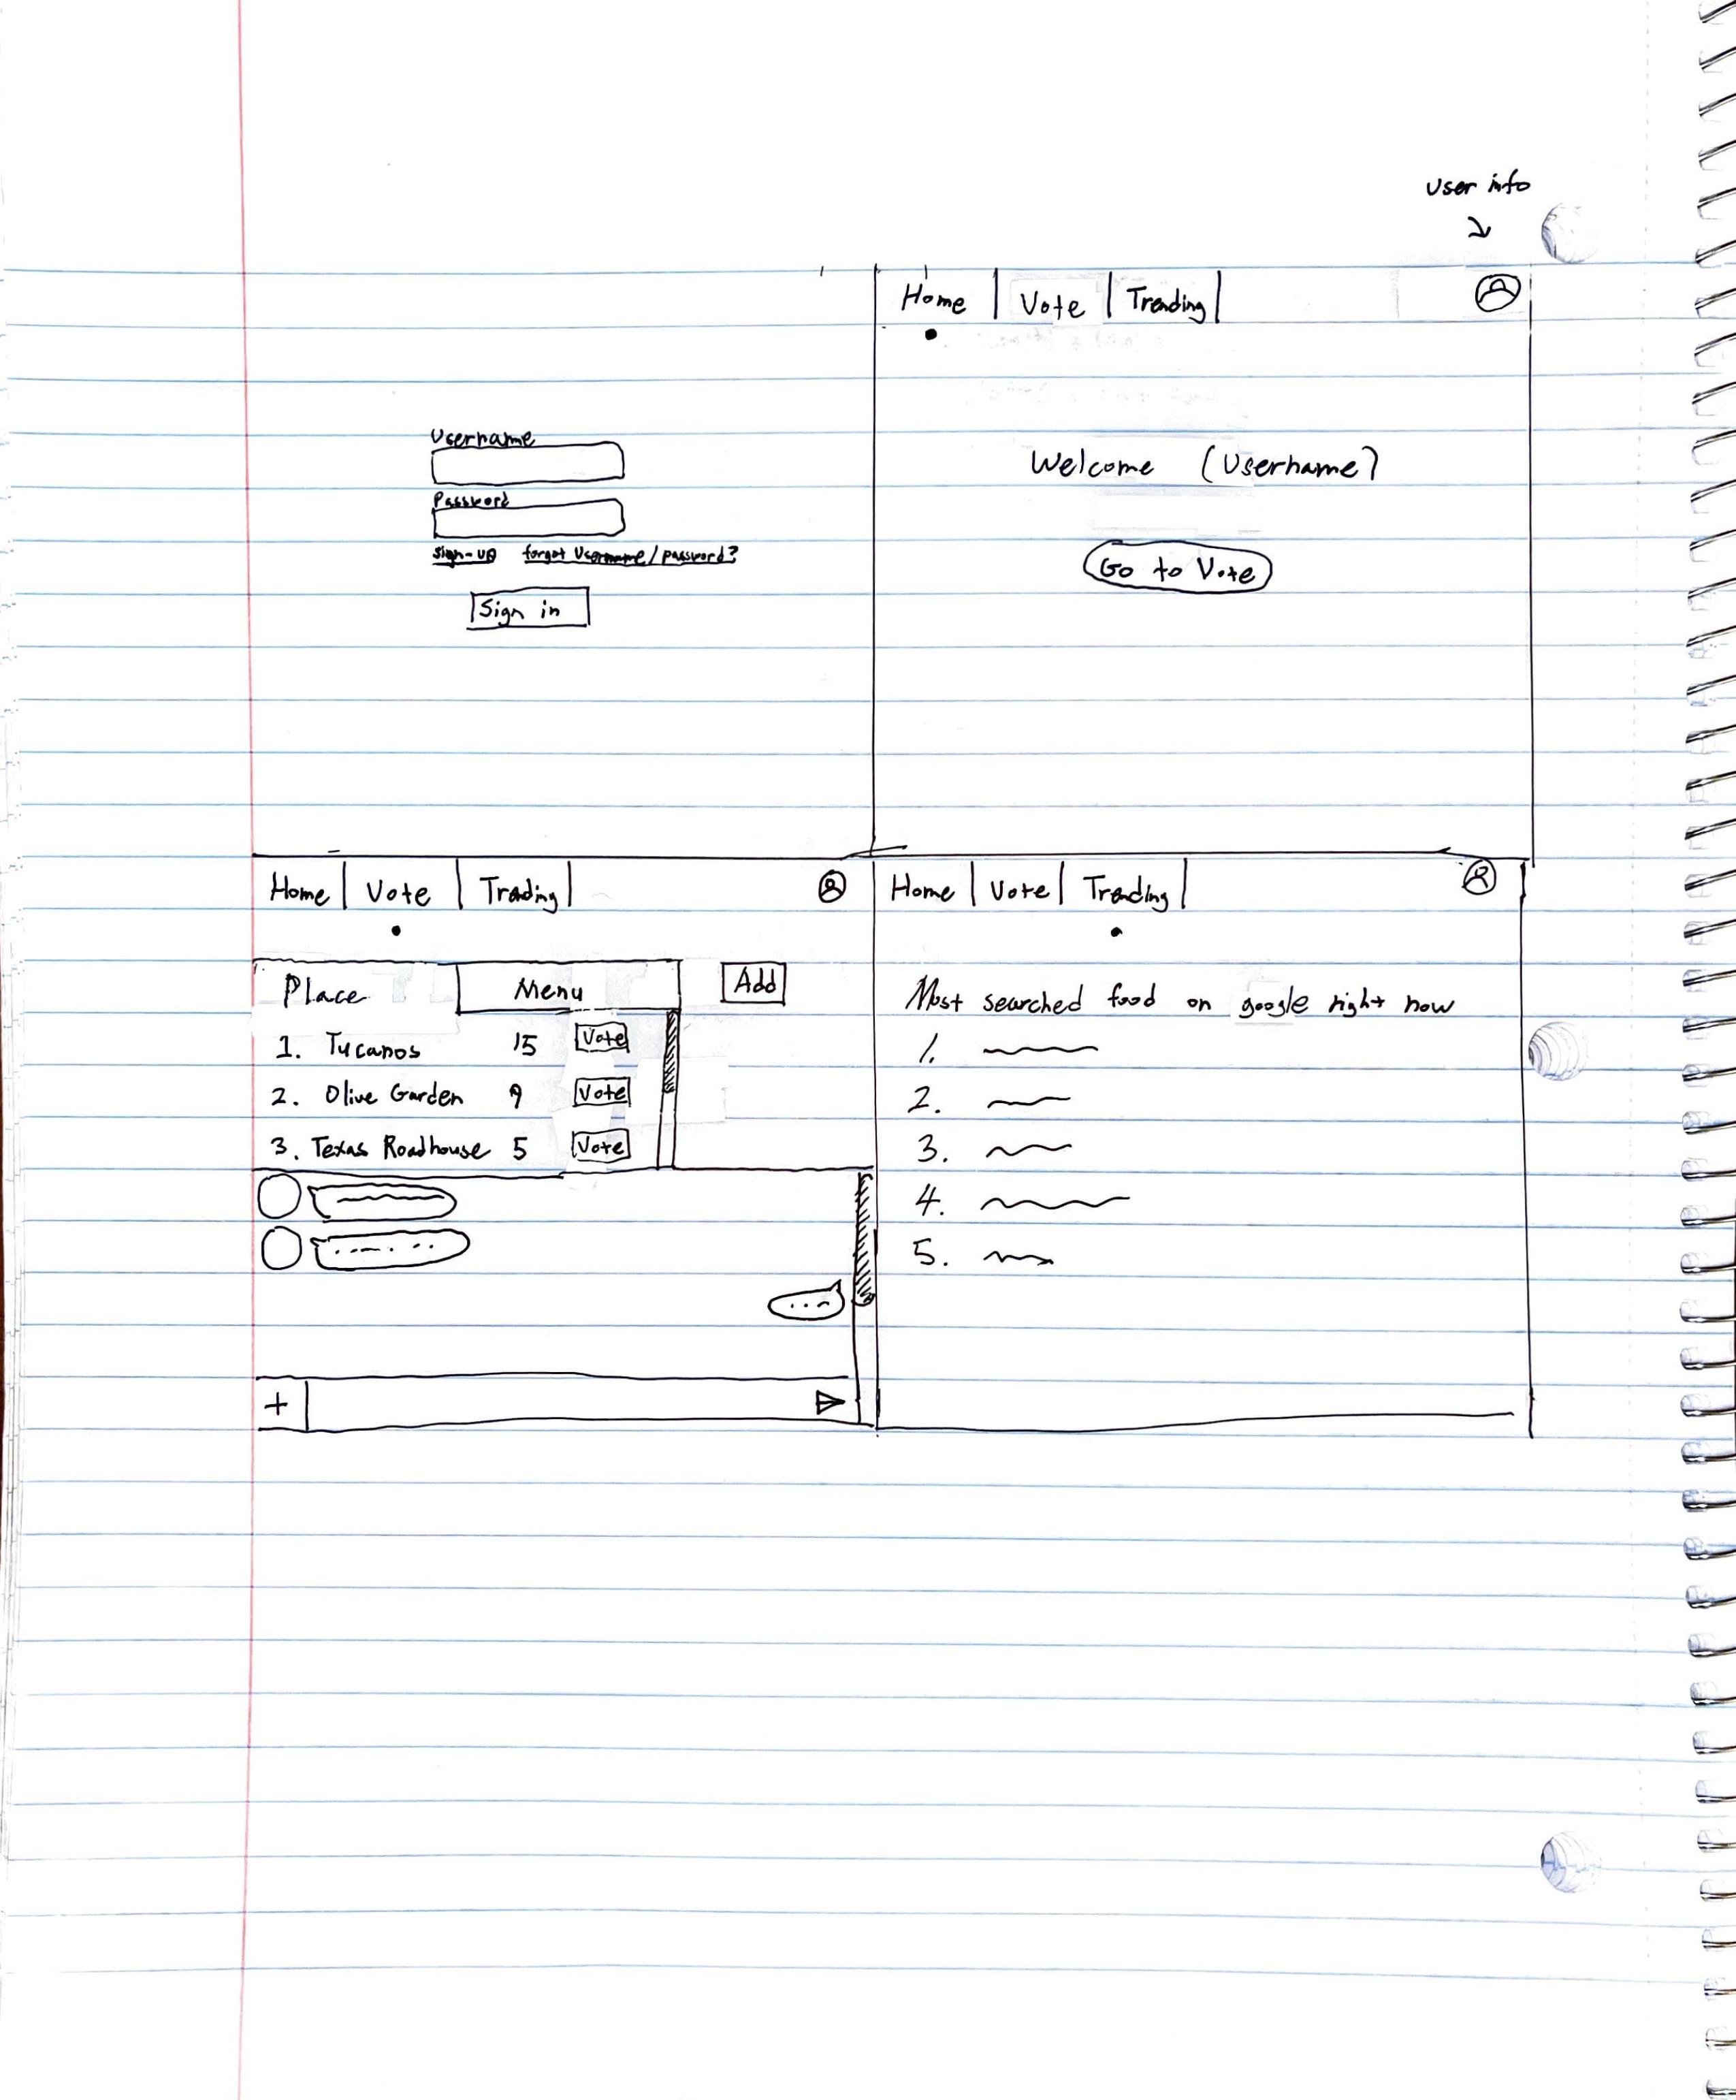 User info
Username
Password
sign-up forgot Username/password?
Sign in
Home Vote Trending
Welcome (Username)
Go to Vote
Home Vote Trending
Place Menu Add
1. Tucanos 15 Vote
2. Olive Garden 9 Vote
3. Texas Roadhouse 5 Vote
+
Home Vote Trending
Most searched food on google right now
1.
2.
3.
4.
5.